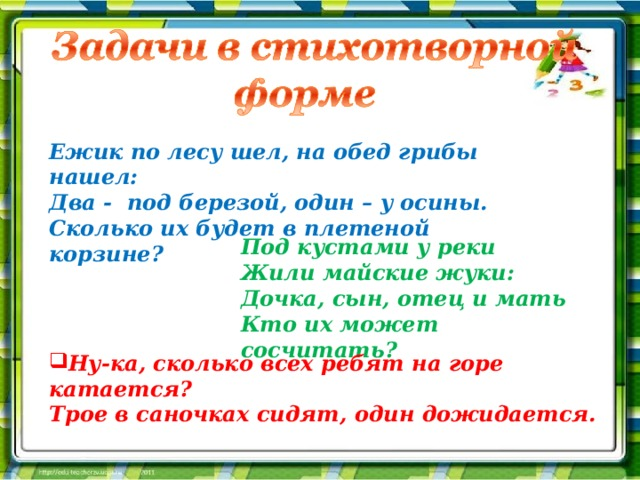 Задачи в стихотворной
форме
Ежик по лесу шел, на обед грибы
нашел:
Два -  под березой, один – у осины.
Сколько их будет в плетеной
корзине?
Под кустами у реки
Жили майские жуки:
Дочка, сын, отец и мать
Кто их может
сосчитать?
Ну-ка, сколько всех ребят на горе
катается?
Трое в саночках сидят, один дожидается.
2011